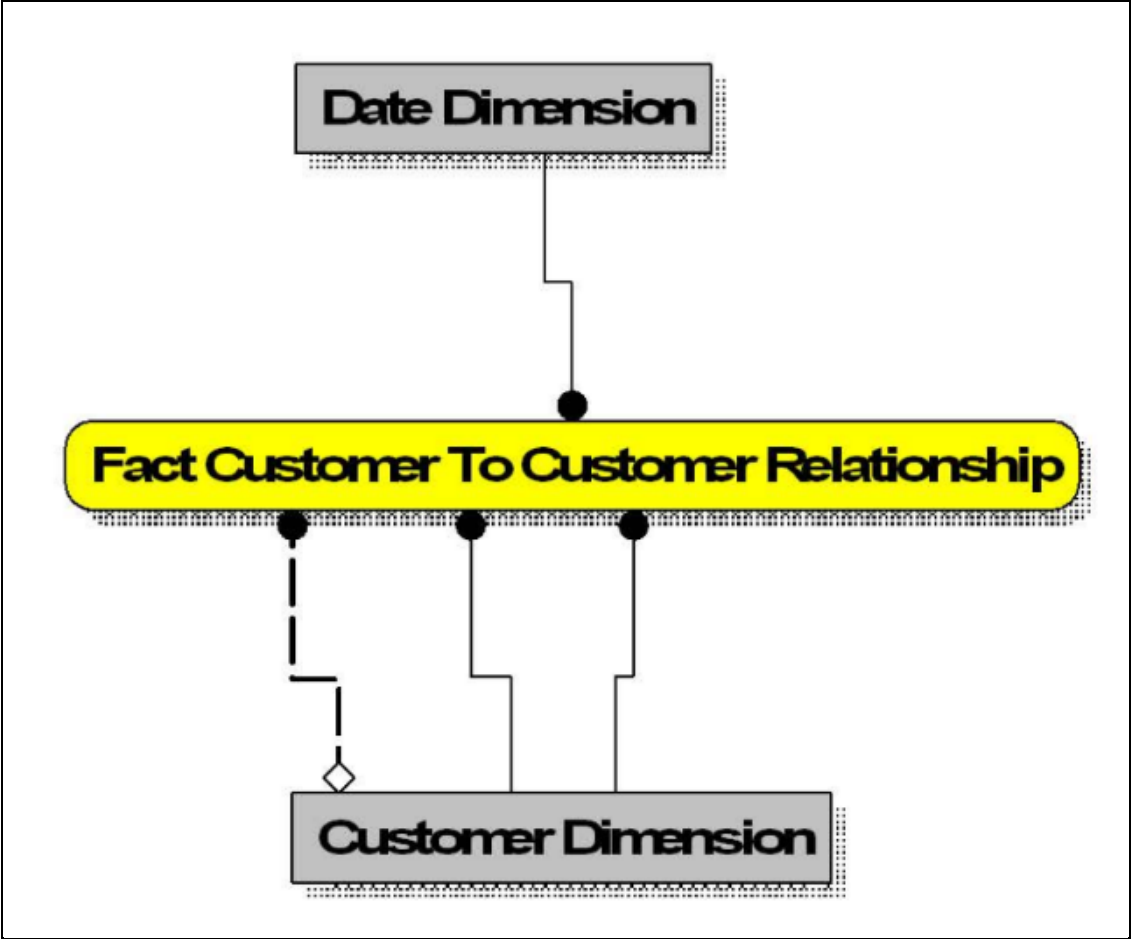 Date Dimension
Fact Customer To Customer Relationship
Customer Dimension